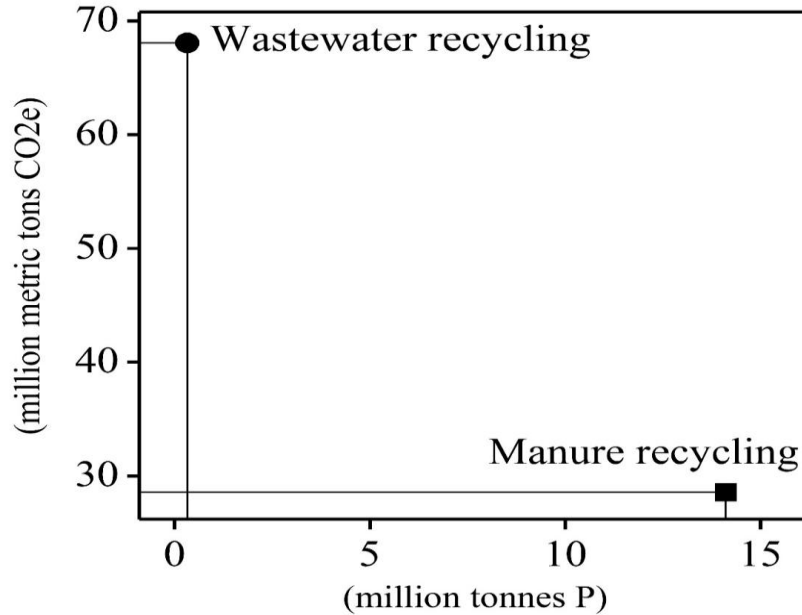 70
Wastewater recycling
60
50
40
30
Manure recycling
0 5 10 15
(million metric tons CO2e)
(million tonnes P)